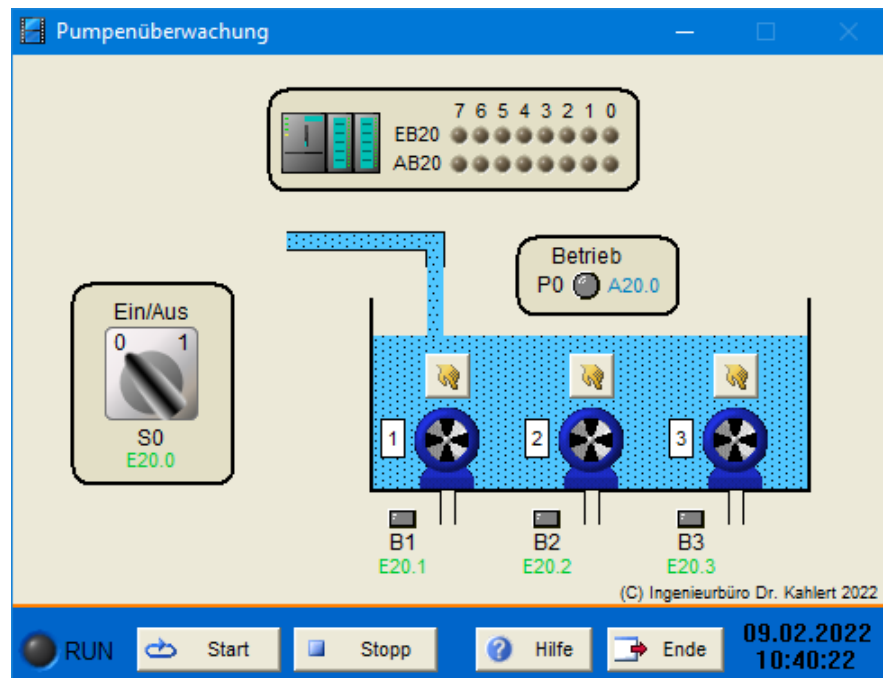 Pumpenüberwachung
7 6 5 4 3 2 1 0
EB20
AB20
Betrieb
P0 A20.0
Ein/Aus
0 1
S0
E20.0
1 2 3
B1 B2 B3
E20.1 E20.2 E20.3
(C) Ingenieurbüro Dr. Kahlert 2022
RUN Start Stopp Hilfe Ende
09.02.2022
10:40:22